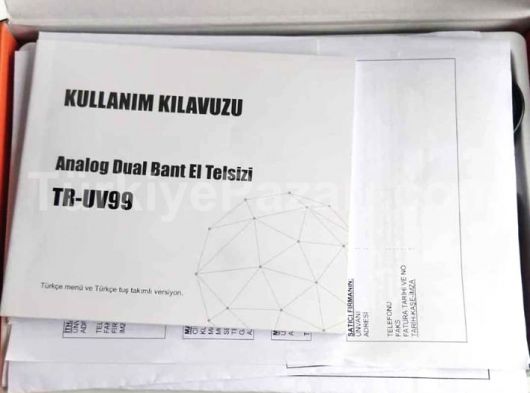 KULLANIM KILAVUZU
Analog Dual Bant El Telsizi
TR-UV99
Türkçe menü ve Türkçe tuş takımlı versiyon.
SATICI FİRMANIN;
ÜNVANI
ADRESİ
TELEFONU
FAKS
FATURA TARİHİ VE NO
TARİH-KAŞE-İMZA